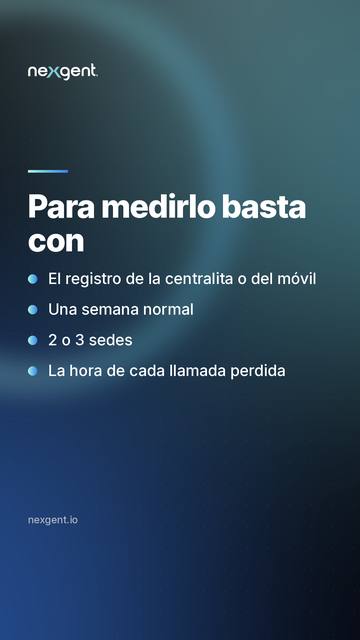 nexgent.
Para medirlo basta
con
El registro de la centralita o del móvil
Una semana normal
2 o 3 sedes
La hora de cada llamada perdida
nexgent.io